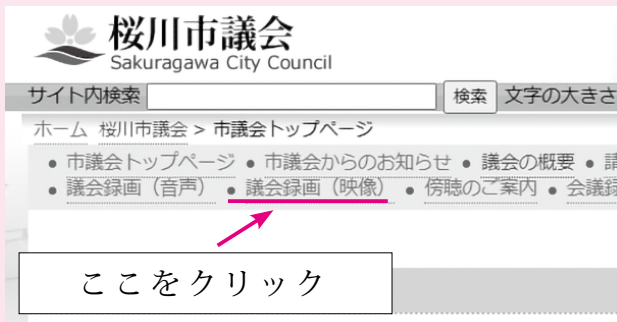 桜川市議会
Sakuragawa City Council
サイト内検索 検索 文字の大きさ
ホーム 桜川市議会 > 市議会トップページ
• 市議会トップページ • 市議会からのお知らせ • 議会の概要 •
• 議会録画（音声） • 議会録画（映像） • 傍聴のご案内 • 会議録
ここをクリック